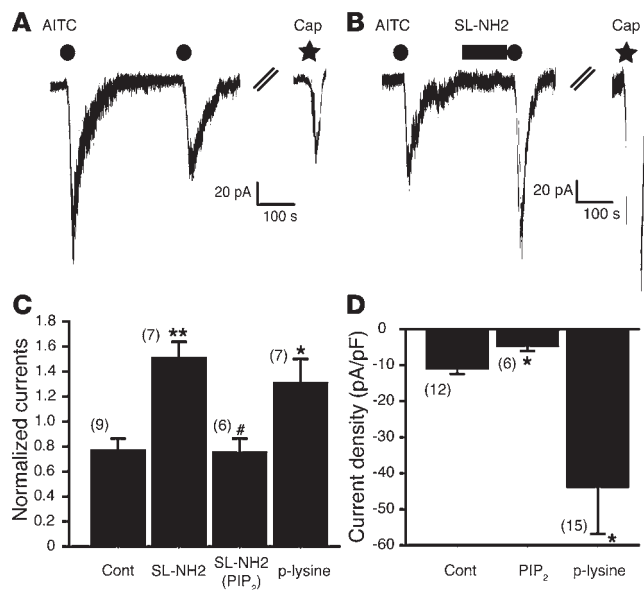 A
AITC
Cap
20 pA
100 s
B
AITC
SL-NH2
Cap
20 pA
100 s
C
Normalized currents
1.8
1.6
1.4
1.2
1.0
0.8
0.6
0.4
0.2
0
(9)
(7)
**
(6)
#
(7)
*
Cont
SL-NH2
SL-NH2
(PIP₂)
p-lysine
D
Current density (pA/pF)
0
-10
-20
-30
-40
-50
-60
(12)
(6)
*
(15)
*
Cont
PIP₂
p-lysine